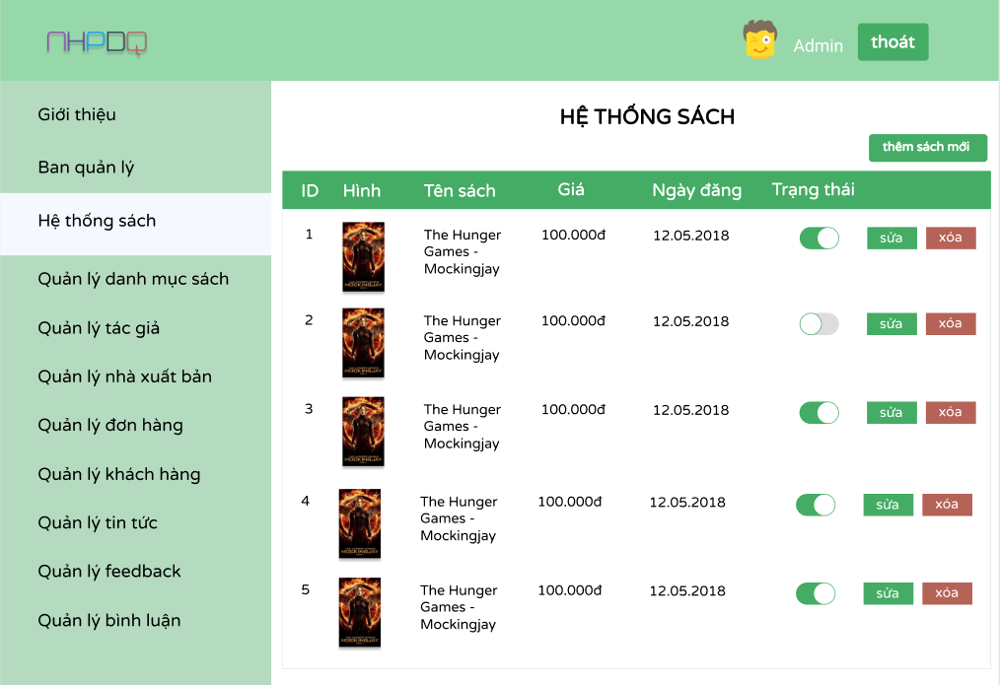 NHPDQ
Admin
thoát
Giới thiệu
Ban quản lý
Hệ thống sách
Quản lý danh mục sách
Quản lý tác giả
Quản lý nhà xuất bản
Quản lý đơn hàng
Quản lý khách hàng
Quản lý tin tức
Quản lý feedback
Quản lý bình luận
HỆ THỐNG SÁCH
thêm sách mới
ID Hình Tên sách Giá Ngày đăng Trạng thái
1 The Hunger 100.000đ 12.05.2018 sửa xóa
Games -
Mockingjay
MOCKINGJAY
2 The Hunger 100.000đ 12.05.2018 sửa xóa
Games -
Mockingjay
MOCKINGJAY
3 The Hunger 100.000đ 12.05.2018 sửa xóa
Games -
Mockingjay
MOCKINGJAY
4 The Hunger 100.000đ 12.05.2018 sửa xóa
Games -
Mockingjay
MOCKINGJAY
5 The Hunger 100.000đ 12.05.2018 sửa xóa
Games -
Mockingjay
MOCKINGJAY